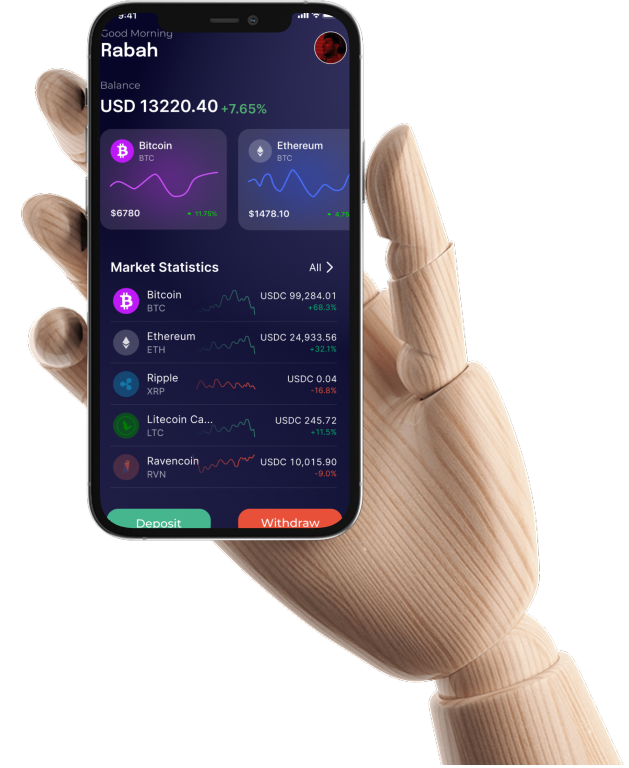 9:41
Good Morning
Rabah
Balance
USD 13220.40 +7.65%
Bitcoin
BTC
$6780
11.75%
Ethereum
BTC
$1478.10
4.75
Market Statistics
All
Bitcoin
BTC
USDC 99,284.01
+68.3%
Ethereum
ETH
USDC 24,933.56
+32.1%
Ripple
XRP
USDC 0.04
-16.8%
Litecoin Ca...
LTC
USDC 245.72
+11.5%
Ravencoin
RVN
USDC 10,015.90
-9.0%
Deposit
Withdraw